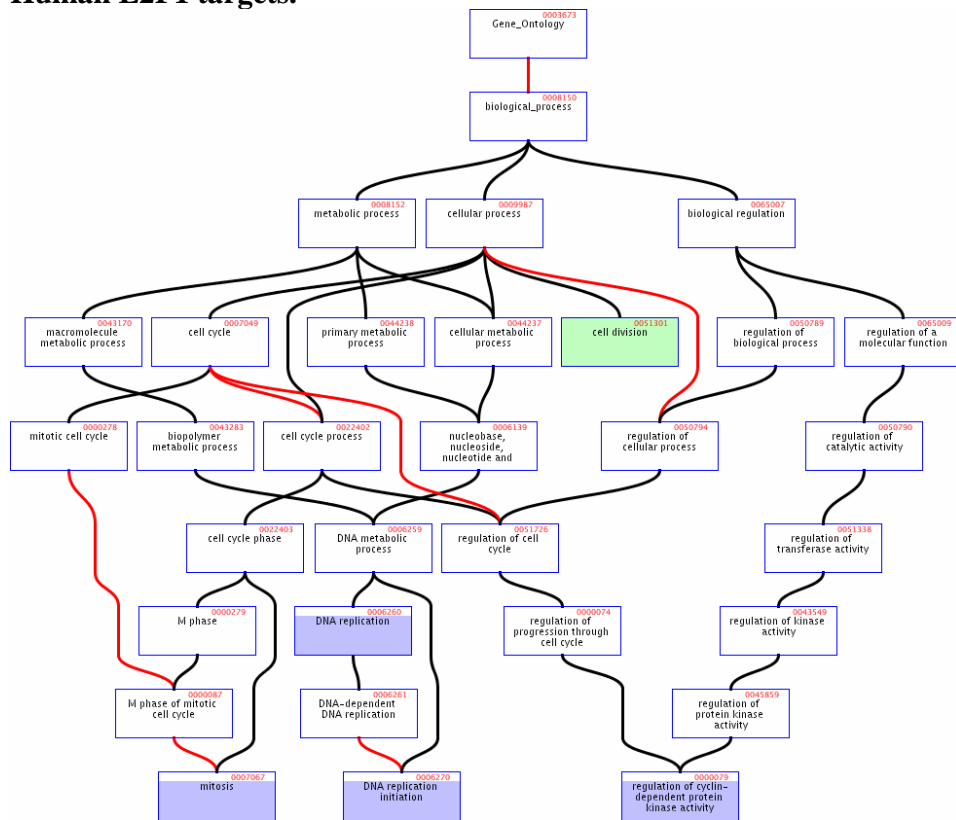 Human E2F1 targets.
0003673
Gene_Ontology
0008150
biological_process
0008152
metabolic process
0009987
cellular process
0065007
biological regulation
0043170
macromolecule
metabolic process
0007049
cell cycle
0044238
primary metabolic
process
0044237
cellular metabolic
process
0051301
cell division
0050789
regulation of
biological process
0065009
regulation of a
molecular function
0000278
mitotic cell cycle
0043283
biopolymer
metabolic process
0022402
cell cycle process
0006139
nucleobase,
nucleoside,
nucleotide and
0050794
regulation of
cellular process
0050790
regulation of
catalytic activity
0022403
cell cycle phase
0006259
DNA metabolic
process
0051726
regulation of cell
cycle
0051338
regulation of
transferase activity
0000279
M phase
0006260
DNA replication
0000074
regulation of
progression through
cell cycle
0043549
regulation of kinase
activity
0000087
M phase of mitotic
cell cycle
0006261
DNA-dependent
DNA replication
0045859
regulation of
protein kinase
activity
0007067
mitosis
0006270
DNA replication
initiation
0000079
regulation of cyclin-
dependent protein
kinase activity